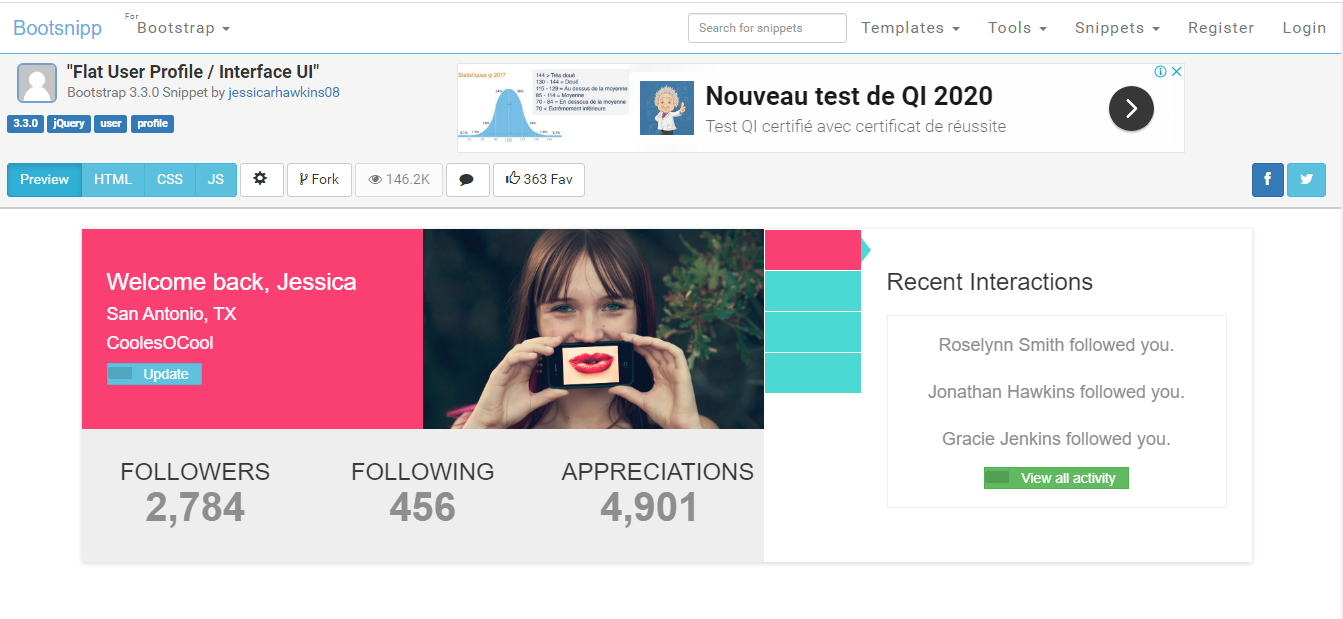 Bootsnipp
For
Bootstrap
Search for snippets
Templates
Tools
Snippets
Register
Login
"Flat User Profile / Interface UI"
Bootstrap 3.3.0 Snippet by jessicarhawkins08
3.3.0
jQuery
user
profile
Statistiques @ 2017
144 > Très doué
130 - 144 = Doué
115 - 129 = Au dessus de la moyenne
85 - 114 = Moyenne
70 - 84 = En dessous de la moyenne
Nouveau test de QI 2020
Test QI certifié avec certificat de réussite
Preview
HTML
CSS
JS
Fork
146.2K
363 Fav
Welcome back, Jessica
San Antonio, TX
CoolesOCool
Update
FOLLOWERS
2,784
FOLLOWING
456
APPRECIATIONS
4,901
Recent Interactions
Roselynn Smith followed you.
Jonathan Hawkins followed you.
Gracie Jenkins followed you.
View all activity